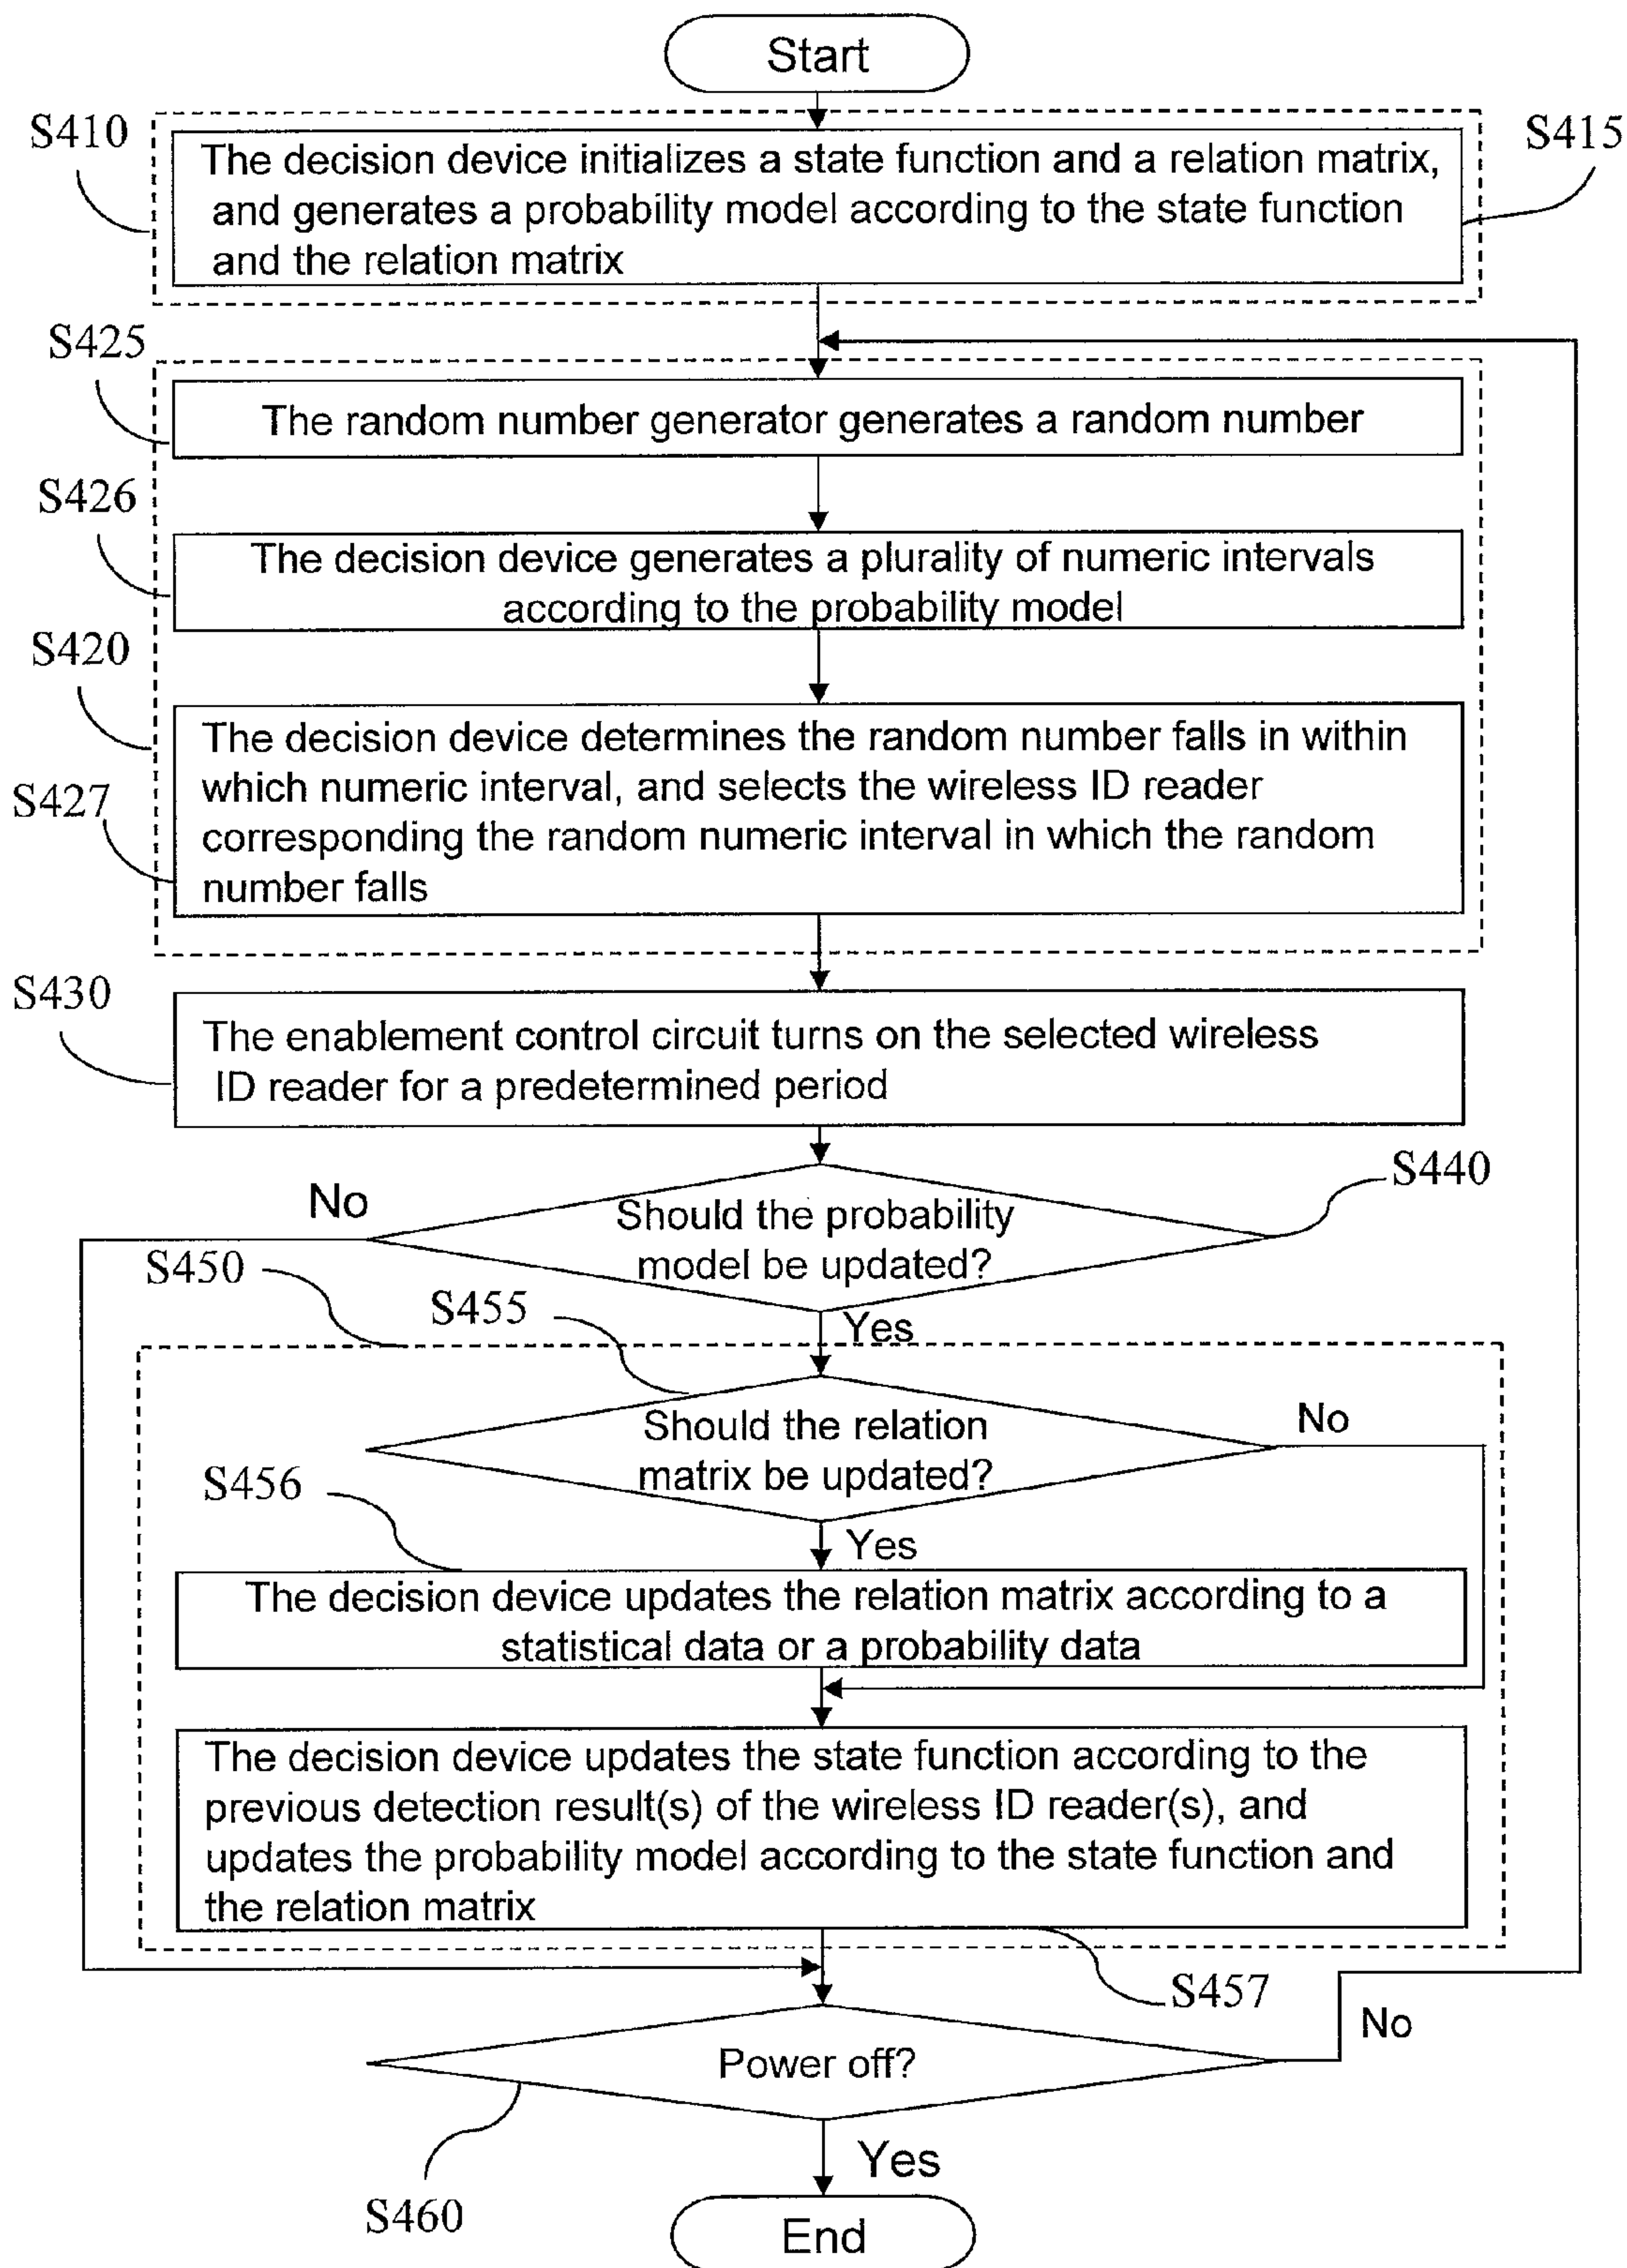 Start
S410
S415
The decision device initializes a state function and a relation matrix,
and generates a probability model according to the state function
and the relation matrix
S425
The random number generator generates a random number
S426
The decision device generates a plurality of numeric intervals
according to the probability model
S420
The decision device determines the random number falls in within
which numeric interval, and selects the wireless ID reader
S427
corresponding the random numeric interval in which the random
number falls
S430
The enablement control circuit turns on the selected wireless
ID reader for a predetermined period
S440
No
Should the probability
model be updated?
S450
S455
Yes
Should the relation
No
matrix be updated?
S456
Yes
The decision device updates the relation matrix according to a
statistical data or a probability data
The decision device updates the state function according to the
previous detection result(s) of the wireless ID reader(s), and
updates the probability model according to the state function and
the relation matrix
S457
No
Power off?
Yes
S460
End